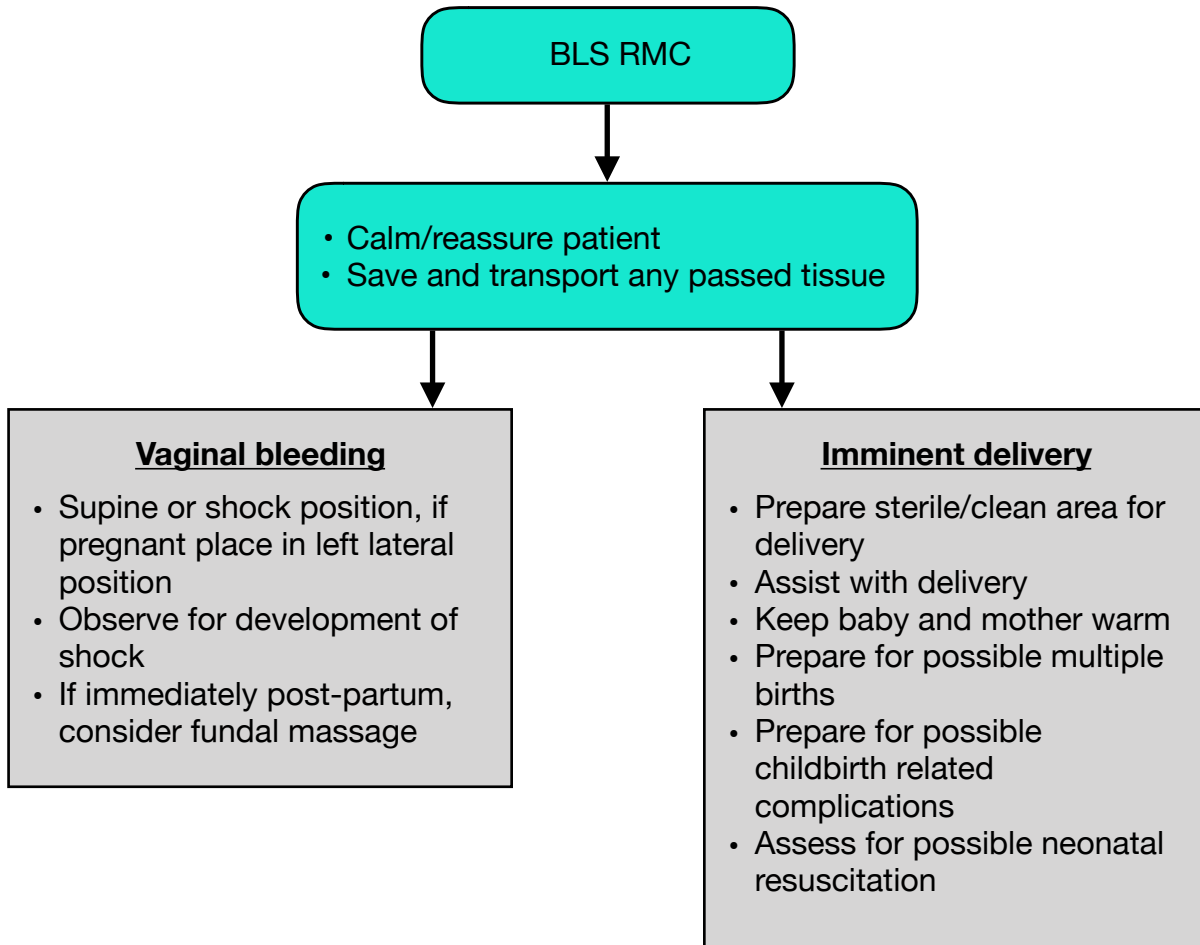 BLS RMC
• Calm/reassure patient
• Save and transport any passed tissue
Vaginal bleeding
• Supine or shock position, if
pregnant place in left lateral
position
• Observe for development of
shock
• If immediately post-partum,
consider fundal massage
Imminent delivery
• Prepare sterile/clean area for
delivery
• Assist with delivery
• Keep baby and mother warm
• Prepare for possible multiple
births
• Prepare for possible
childbirth related
complications
• Assess for possible neonatal
resuscitation